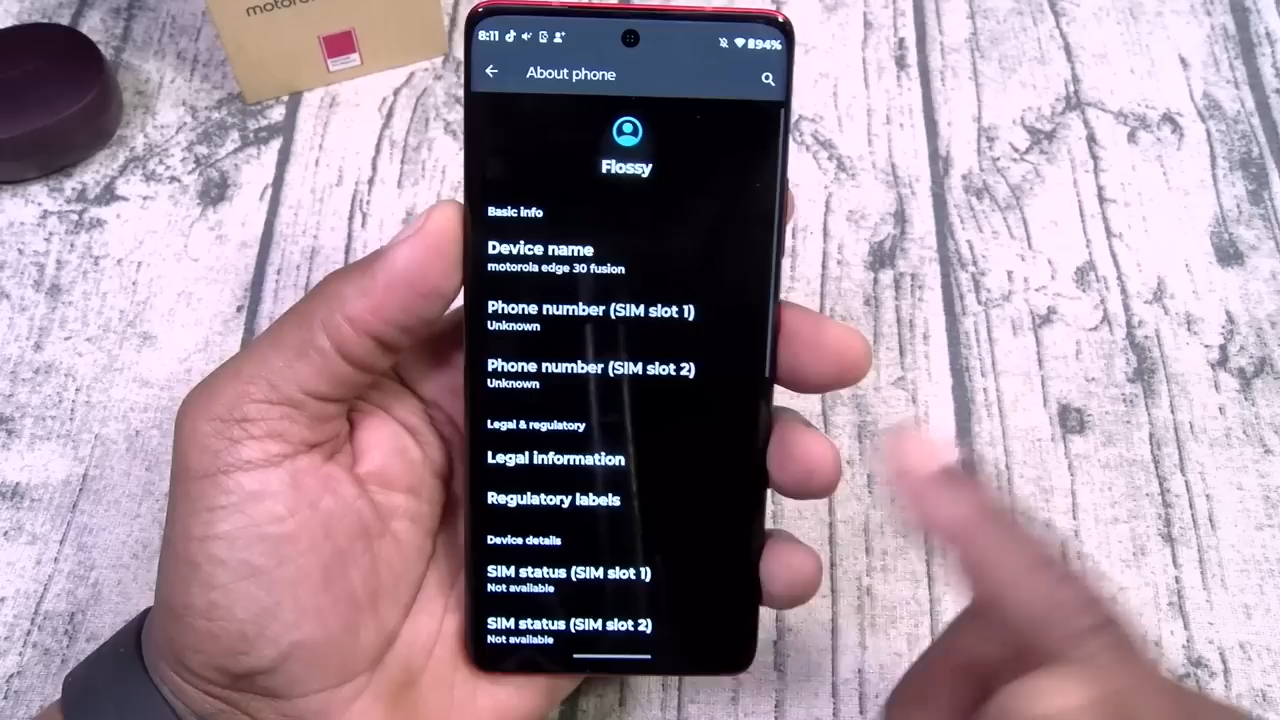 8:11
94%
About phone
Flossy
Basic info
Device name
motorola edge 30 fusion
Phone number (SIM slot 1)
Unknown
Phone number (SIM slot 2)
Unknown
Legal & regulatory
Legal information
Regulatory labels
Device details
SIM status (SIM slot 1)
Not available
SIM status (SIM slot 2)
Not available